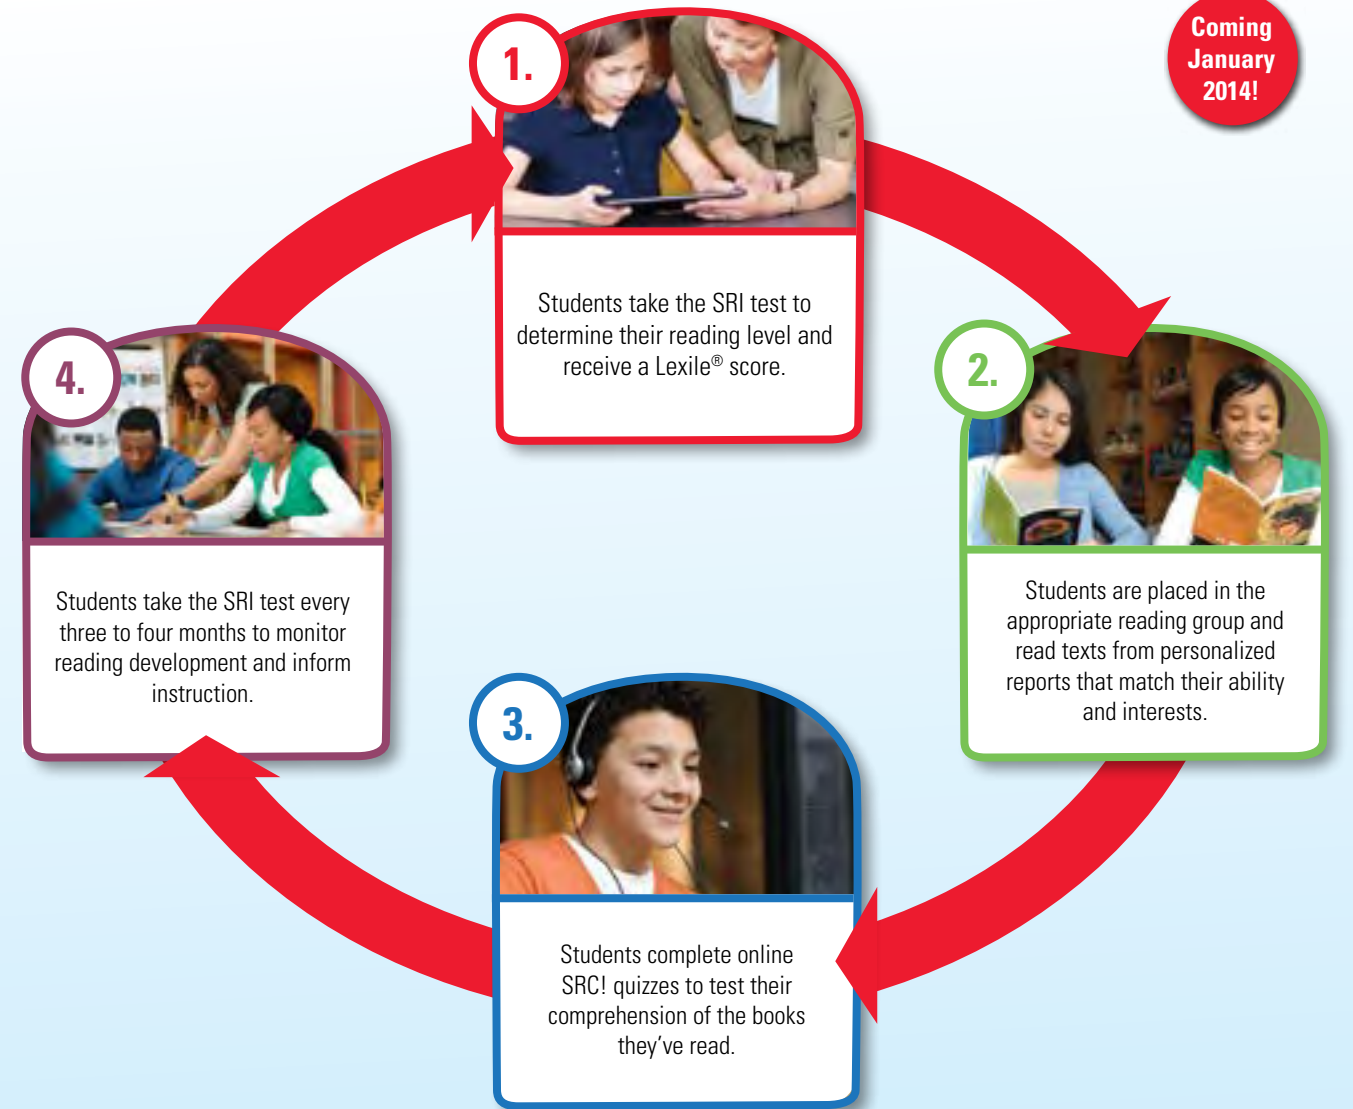 Coming
January
2014!
1.
Students take the SRI test to
determine their reading level and
receive a Lexile® score.
2.
Students are placed in the
appropriate reading group and
read texts from personalized
reports that match their ability
and interests.
3.
Students complete online
SRC! quizzes to test their
comprehension of the books
they’ve read.
4.
Students take the SRI test every
three to four months to monitor
reading development and inform
instruction.